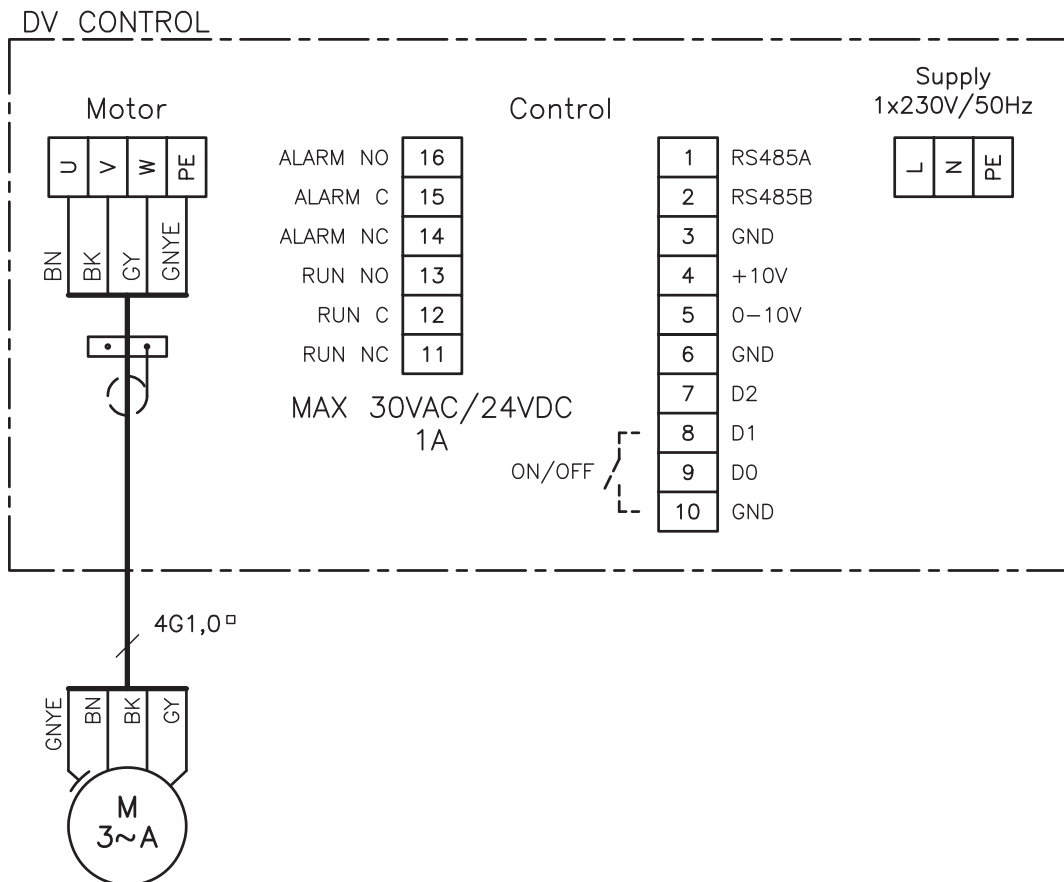 DV CONTROL
Motor
U V W PE
BN BK GY GNYE
Control
ALARM NO 16
ALARM C 15
ALARM NC 14
RUN NO 13
RUN C 12
RUN NC 11
MAX 30VAC/24VDC
1A
1 RS485A
2 RS485B
3 GND
4 +10V
5 0-10V
6 GND
7 D2
8 D1
9 D0
10 GND
ON/OFF
Supply
1x230V/50Hz
L N PE
4G1,0□
GNYE BN BK GY
M
3~A